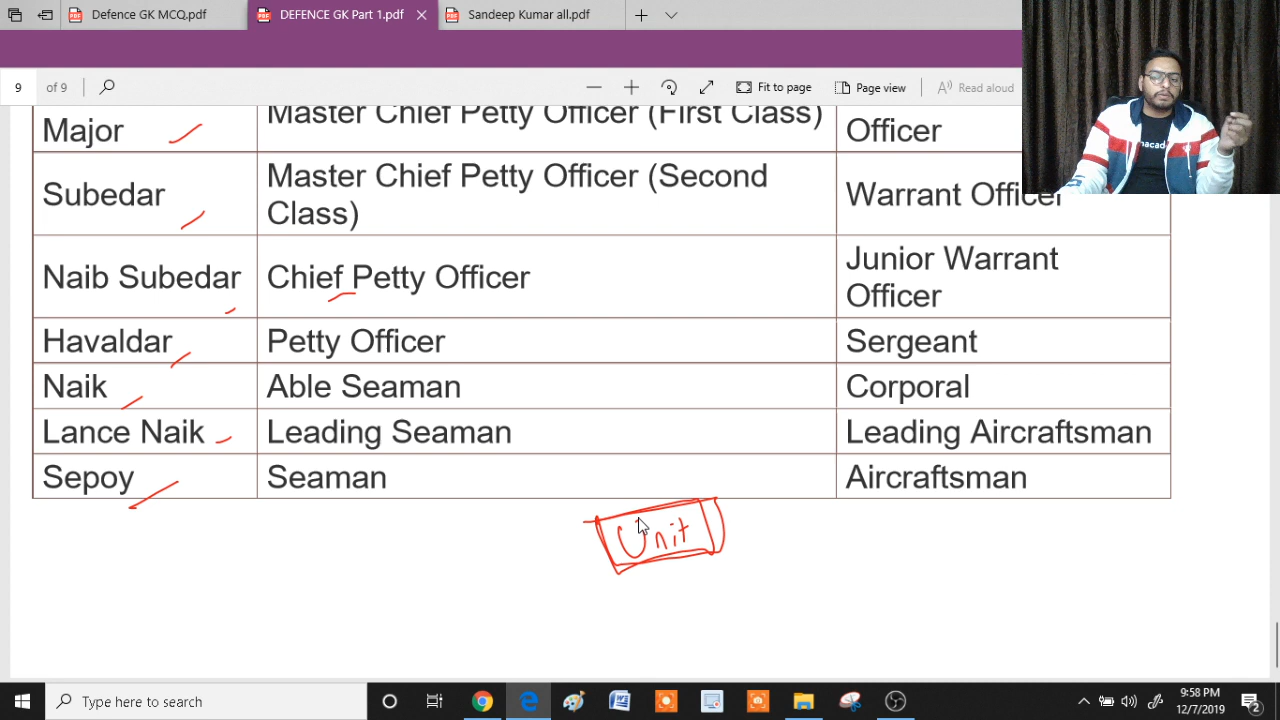 Defence GK MCQ.pdf
DEFENCE GK Part 1.pdf
Sandeep Kumar all.pdf
9 of 9
Fit to page
Page view
Read aloud
Major
Master Chief Petty Officer (First Class)
Officer
Subedar
Master Chief Petty Officer (Second
Class)
Warrant Officer
Naib Subedar
Chief Petty Officer
Junior Warrant
Officer
Havaldar
Petty Officer
Sergeant
Naik
Able Seaman
Corporal
Lance Naik
Leading Seaman
Leading Aircraftsman
Sepoy
Seaman
Aircraftsman
Unit
Type here to search
9:58 PM
12/7/2019
2